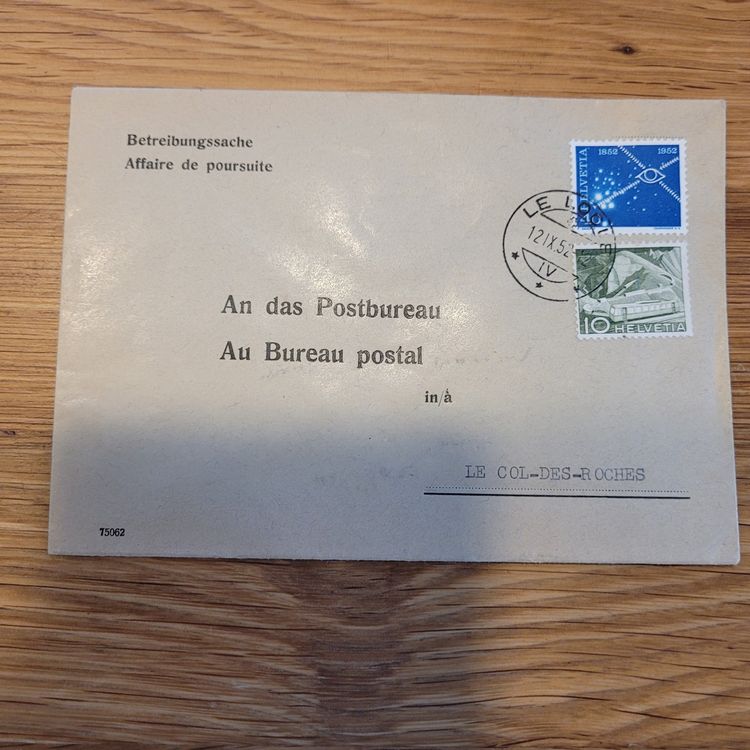 Betreibungssache
Affaire de poursuite
1852 1952
HELVETIA
LE LOCLE
12.IX.52
IV
10 HELVETIA
An das Postbureau
Au Bureau postal
in/à
LE COL-DES-ROCHES
75062